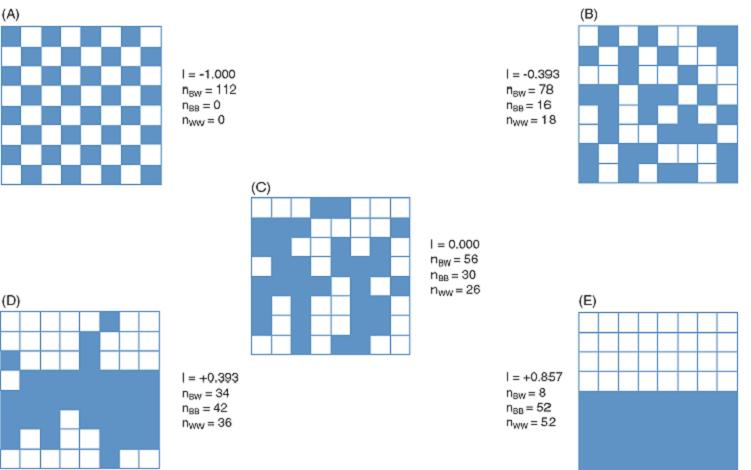 (A)
I = -1.000
nBW = 112
nBB = 0
nWW = 0
(B)
I = -0.393
nBW = 78
nBB = 16
nWW = 18
(C)
I = 0.000
nBW = 56
nBB = 30
nWW = 26
(D)
I = +0.393
nBW = 34
nBB = 42
nWW = 36
(E)
I = +0.857
nBW = 8
nBB = 52
nWW = 52